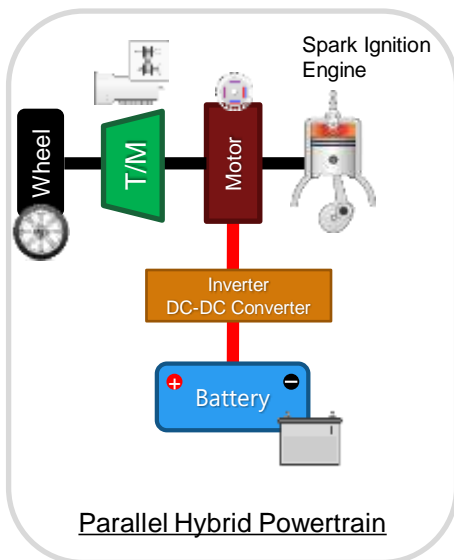 Spark Ignition
Engine
Wheel
T/M
Motor
Inverter
DC-DC Converter
+
Battery
−
Parallel Hybrid Powertrain